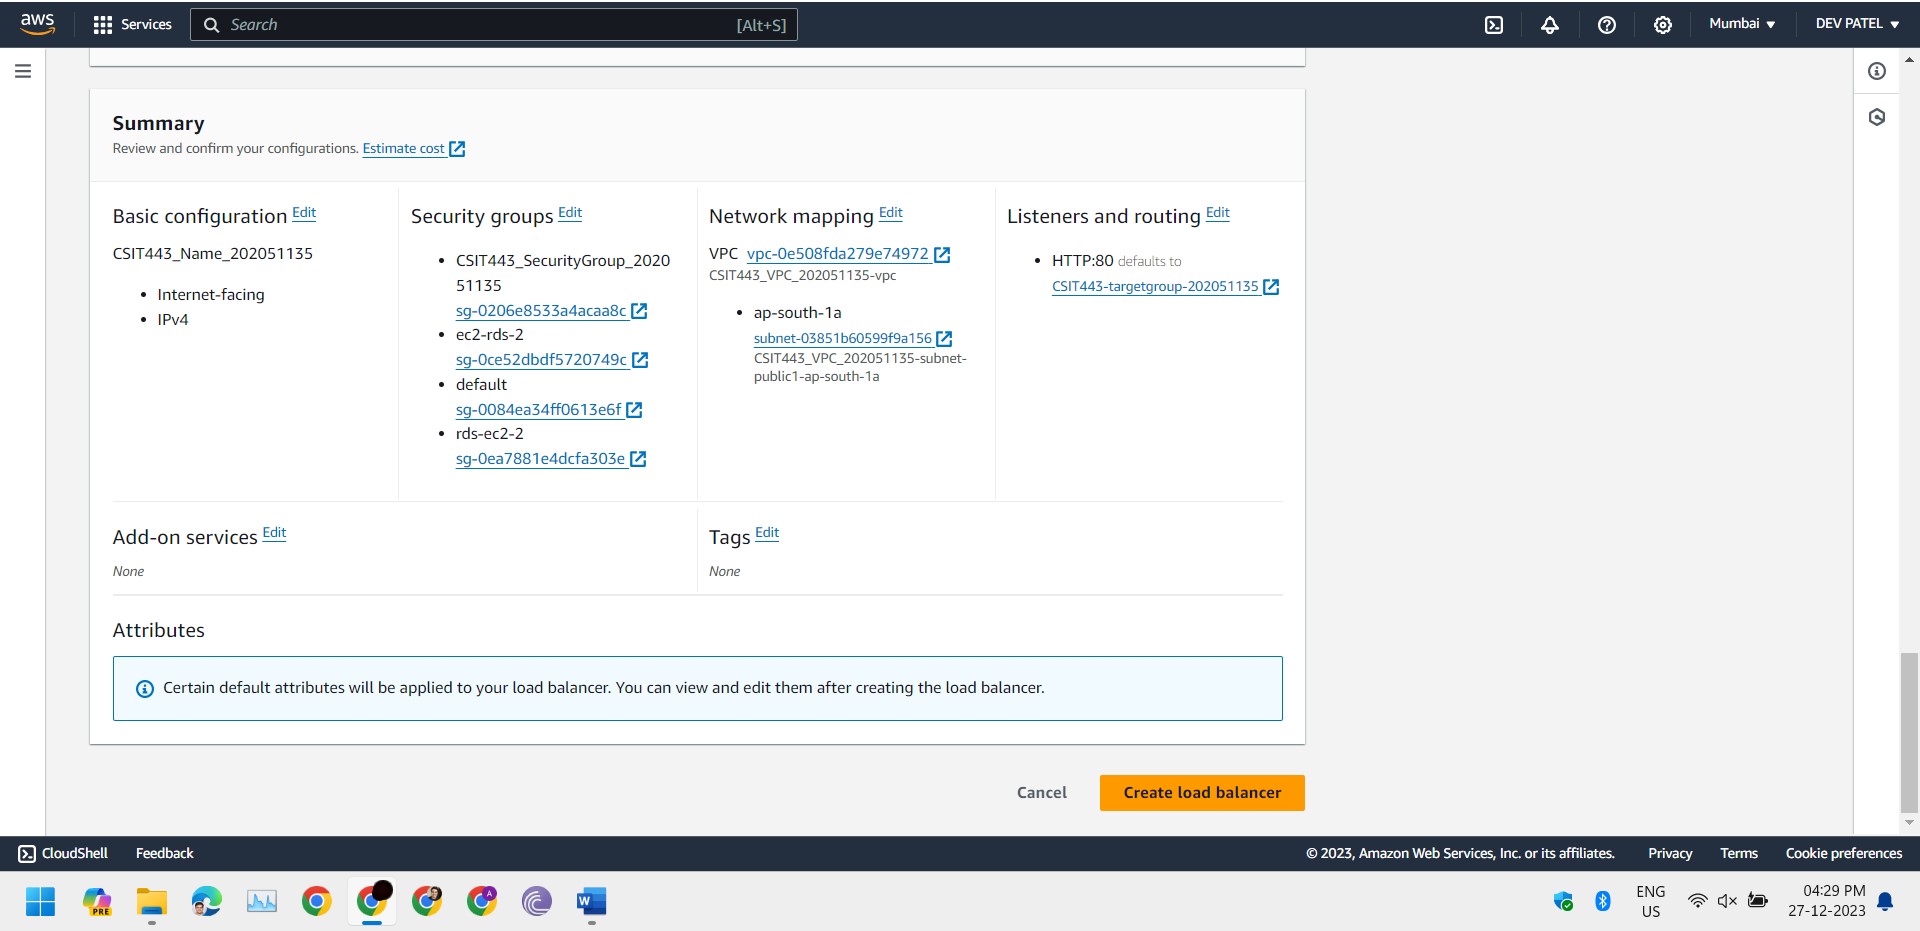 aws
Services
Search
[Alt+S]
Mumbai
DEV PATEL
Summary
Review and confirm your configurations. Estimate cost
Basic configuration Edit
CSIT443_Name_202051135
Internet-facing
IPv4
Security groups Edit
CSIT443_SecurityGroup_2020
51135
sg-0206e8533a4acaa8c
ec2-rds-2
sg-0ce52dbdf5720749c
default
sg-0084ea34ff0613e6f
rds-ec2-2
sg-0ea7881e4dcfa303e
Network mapping Edit
VPC vpc-0e508fda279e74972
CSIT443_VPC_202051135-vpc
ap-south-1a
subnet-03851b60599f9a156
CSIT443_VPC_202051135-subnet-
public1-ap-south-1a
Listeners and routing Edit
HTTP:80 defaults to
CSIT443-targetgroup-202051135
Add-on services Edit
None
Tags Edit
None
Attributes
Certain default attributes will be applied to your load balancer. You can view and edit them after creating the load balancer.
Cancel
Create load balancer
CloudShell
Feedback
© 2023, Amazon Web Services, Inc. or its affiliates.
Privacy
Terms
Cookie preferences
PRE
A
W
ENG
US
04:29 PM
27-12-2023